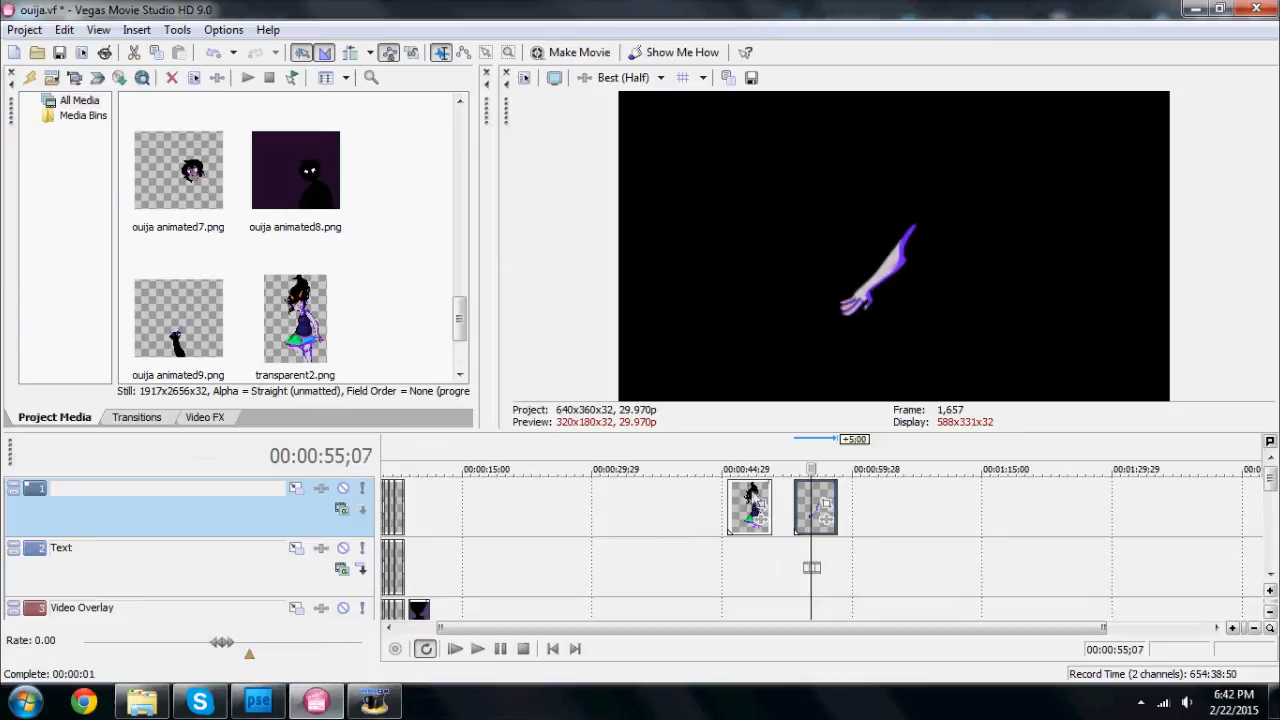 ouija.vf * - Vegas Movie Studio HD 9.0
Project Edit View Insert Tools Options Help
Make Movie Show Me How
Best (Half)
All Media
Media Bins
ouija animated7.png ouija animated8.png
ouija animated9.png transparent2.png
Still: 1917x2656x32, Alpha = Straight (unmatted), Field Order = None (progre
Project Media Transitions Video FX
Project: 640x360x32, 29.970p Frame: 1,657
Preview: 320x180x32, 29.970p Display: 588x331x32
+5:00
00:00:55;07
00:00:15;00 00:00:29;29 00:00:44;29 00:00:59;28 00:01:15;00 00:01:29;29 00:0
1
2 Text
3 Video Overlay
Rate: 0.00
00:00:55;07
Complete: 00:00:01 Record Time (2 channels): 654:38:50
pse
6:42 PM
2/22/2015